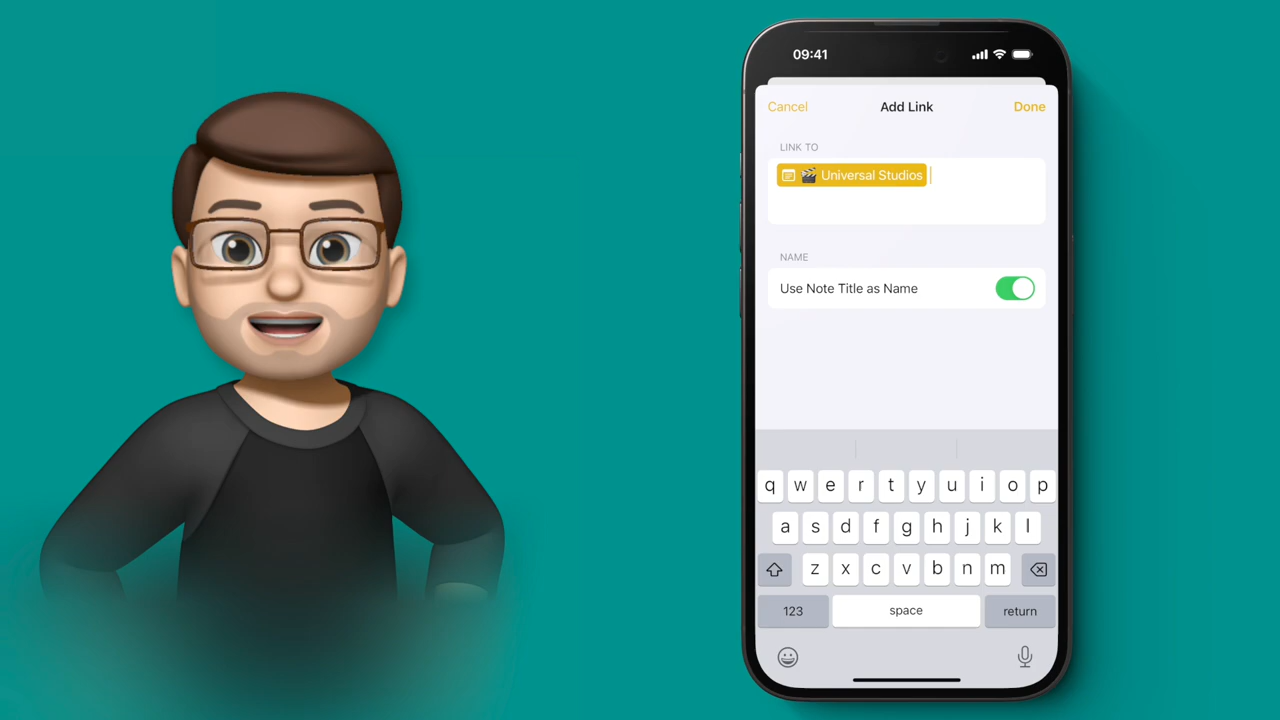 09:41
Cancel Add Link Done
LINK TO
🎬 Universal Studios
NAME
Use Note Title as Name
q w e r t y u i o p
a s d f g h j k l
z x c v b n m
123 space return